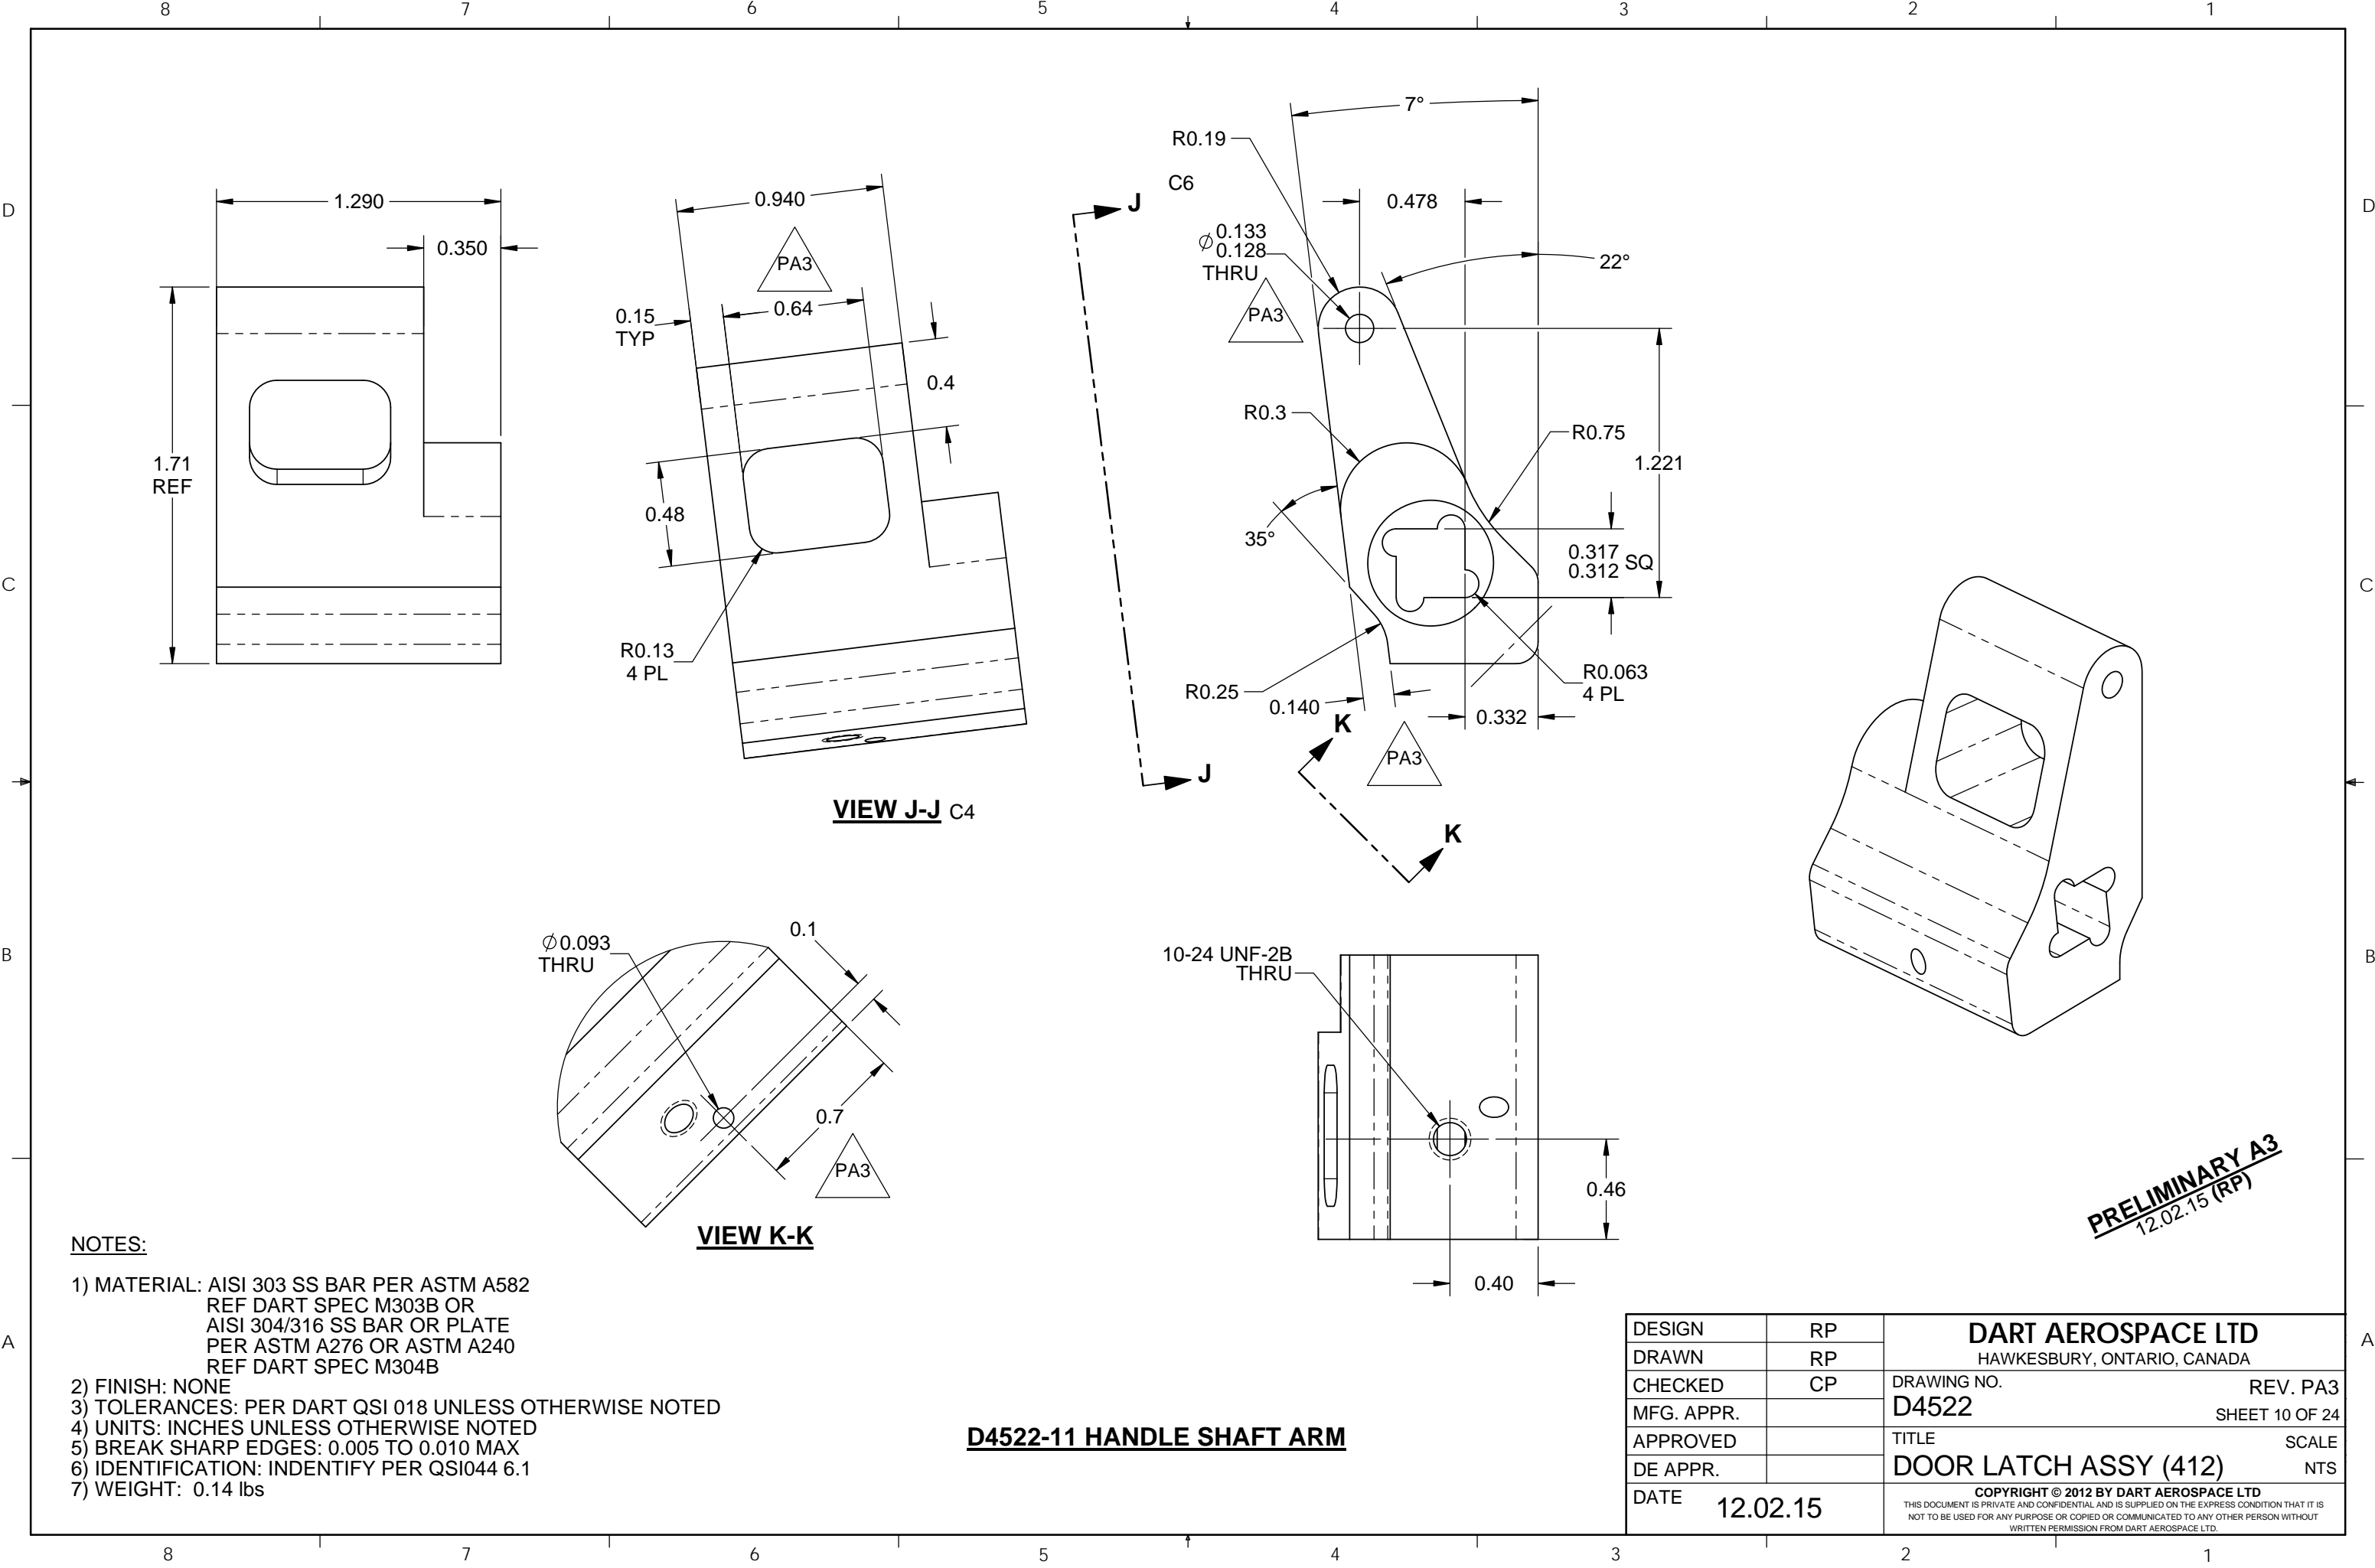 8 7 6 5 4 3 2 1
D
D
C
C
B
B
A
A
1.290
0.350
1.71
REF
0.940
PA3
0.64
0.15
TYP
0.4
0.48
R0.13
4 PL
VIEW J-J C4
J
J
7°
R0.19
C6
0.478
⌀ 0.133
0.128
THRU
PA3
22°
R0.3
R0.75
1.221
35°
0.317
0.312 SQ
R0.25
0.140
R0.063
4 PL
0.332
PA3
K
K
⌀0.093
THRU
0.1
0.7
PA3
VIEW K-K
10-24 UNF-2B
THRU
0.46
0.40
PRELIMINARY A3
12.02.15 (RP)
NOTES:
1) MATERIAL: AISI 303 SS BAR PER ASTM A582
REF DART SPEC M303B OR
AISI 304/316 SS BAR OR PLATE
PER ASTM A276 OR ASTM A240
REF DART SPEC M304B
2) FINISH: NONE
3) TOLERANCES: PER DART QSI 018 UNLESS OTHERWISE NOTED
4) UNITS: INCHES UNLESS OTHERWISE NOTED
5) BREAK SHARP EDGES: 0.005 TO 0.010 MAX
6) IDENTIFICATION: INDENTIFY PER QSI044 6.1
7) WEIGHT: 0.14 lbs
D4522-11 HANDLE SHAFT ARM
DESIGN RP
DRAWN RP
CHECKED CP
MFG. APPR.
APPROVED
DE APPR.
DATE 12.02.15
DART AEROSPACE LTD
HAWKESBURY, ONTARIO, CANADA
DRAWING NO. REV. PA3
D4522 SHEET 10 OF 24
TITLE SCALE
DOOR LATCH ASSY (412) NTS
COPYRIGHT © 2012 BY DART AEROSPACE LTD
THIS DOCUMENT IS PRIVATE AND CONFIDENTIAL AND IS SUPPLIED ON THE EXPRESS CONDITION THAT IT IS
NOT TO BE USED FOR ANY PURPOSE OR COPIED OR COMMUNICATED TO ANY OTHER PERSON WITHOUT
WRITTEN PERMISSION FROM DART AEROSPACE LTD.
8 7 6 5 4 3 2 1